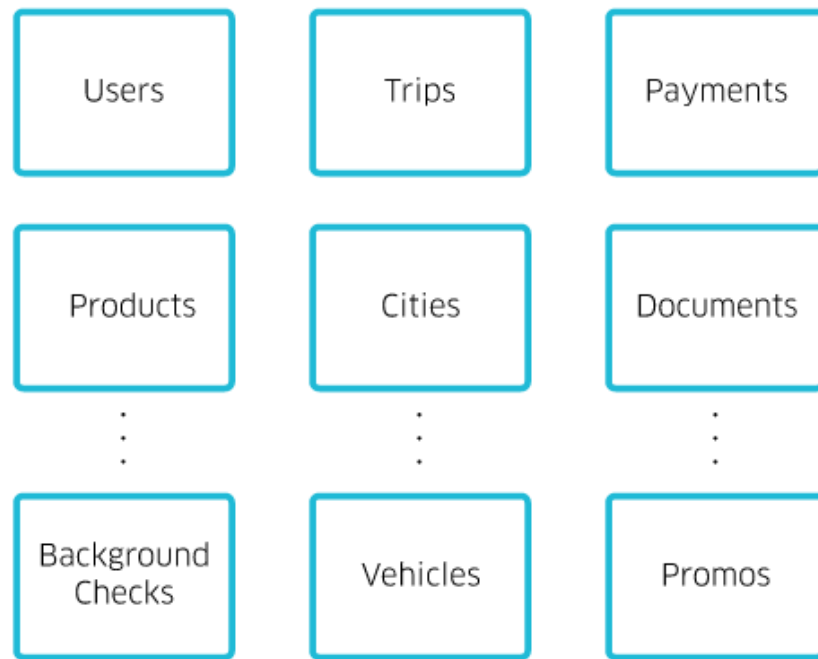 Users
Trips
Payments
Products
Cities
Documents
Background
Checks
Vehicles
Promos